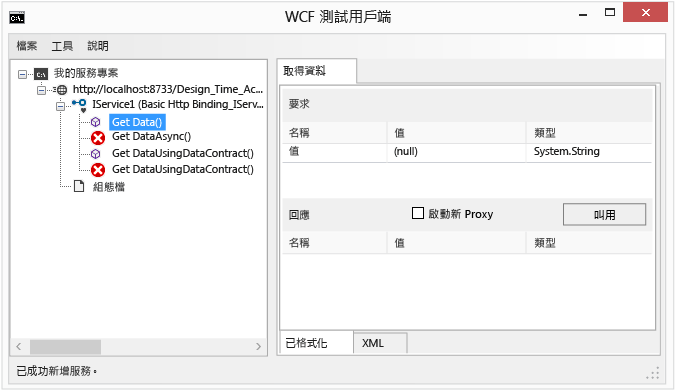 WCF 測試用戶端
檔案 工具 說明
我的服務專案
http://localhost:8733/Design_Time_Ac...
IService1 (Basic Http Binding_IServ...
Get Data()
Get DataAsync()
Get DataUsingDataContract()
Get DataUsingDataContract()
組態檔
取得資料
要求
名稱 值 類型
值 (null) System.String
回應 啟動新 Proxy 叫用
名稱 值 類型
已格式化 XML
已成功新增服務。